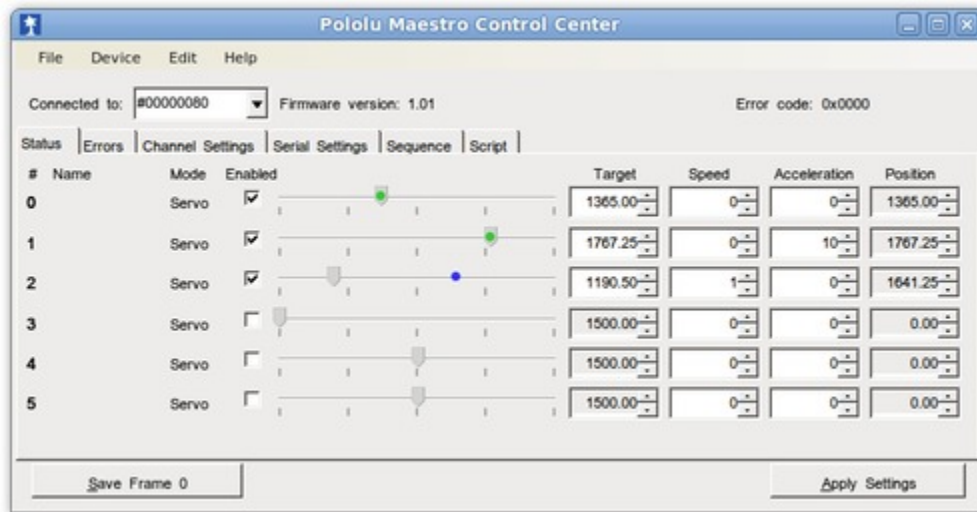 Pololu Maestro Control Center
File Device Edit Help
Connected to: #00000080 Firmware version: 1.01 Error code: 0x0000
Status Errors Channel Settings Serial Settings Sequence Script
# Name Mode Enabled Target Speed Acceleration Position
0 Servo 1365.00 0 0 1365.00
1 Servo 1767.25 0 10 1767.25
2 Servo 1190.50 1 0 1641.25
3 Servo 1500.00 0 0 0.00
4 Servo 1500.00 0 0 0.00
5 Servo 1500.00 0 0 0.00
Save Frame 0 Apply Settings